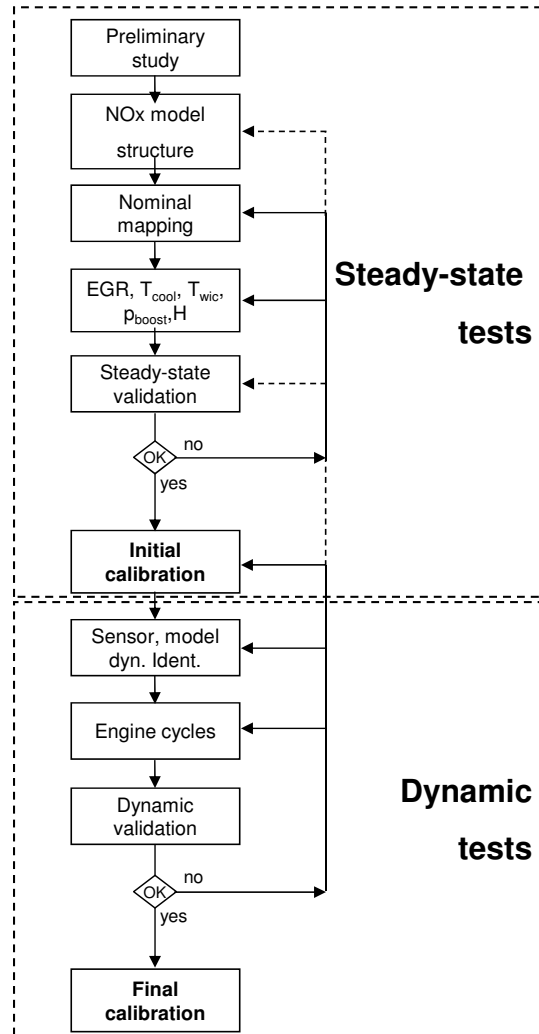 Preliminary
study
NOx model
structure
Nominal
mapping
EGR, Tcool, Twic,
pboost,H
Steady-state
validation
OK
no
yes
Initial
calibration
Steady-state
tests
Sensor, model
dyn. Ident.
Engine cycles
Dynamic
validation
OK
no
yes
Final
calibration
Dynamic
tests